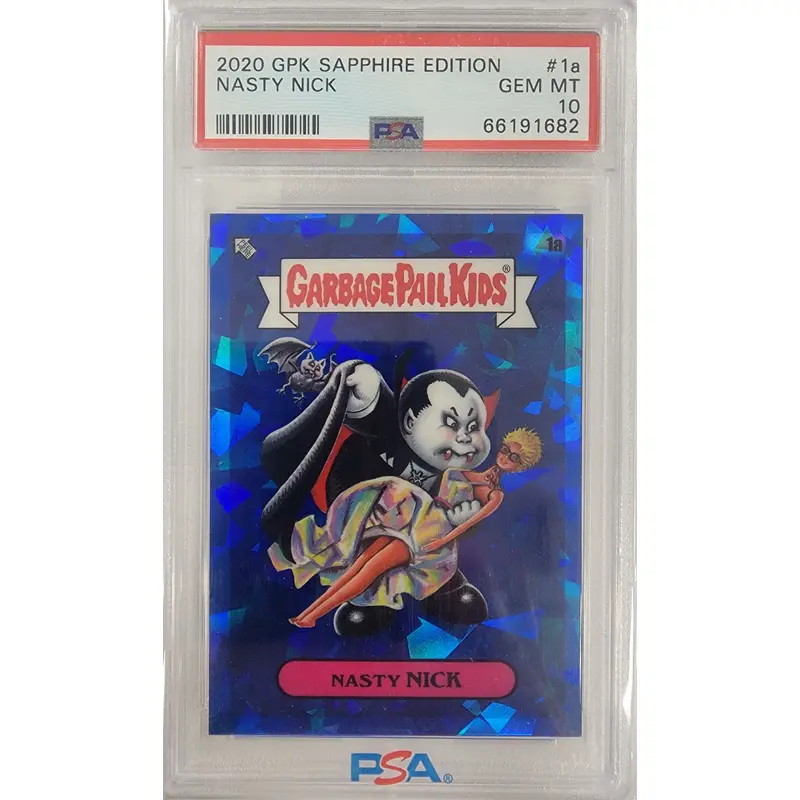 2020 GPK SAPPHIRE EDITION #1a
NASTY NICK GEM MT
10
PSA 66191682
1a
GARBAGE PAIL KIDS®
NASTY NICK
PSA®